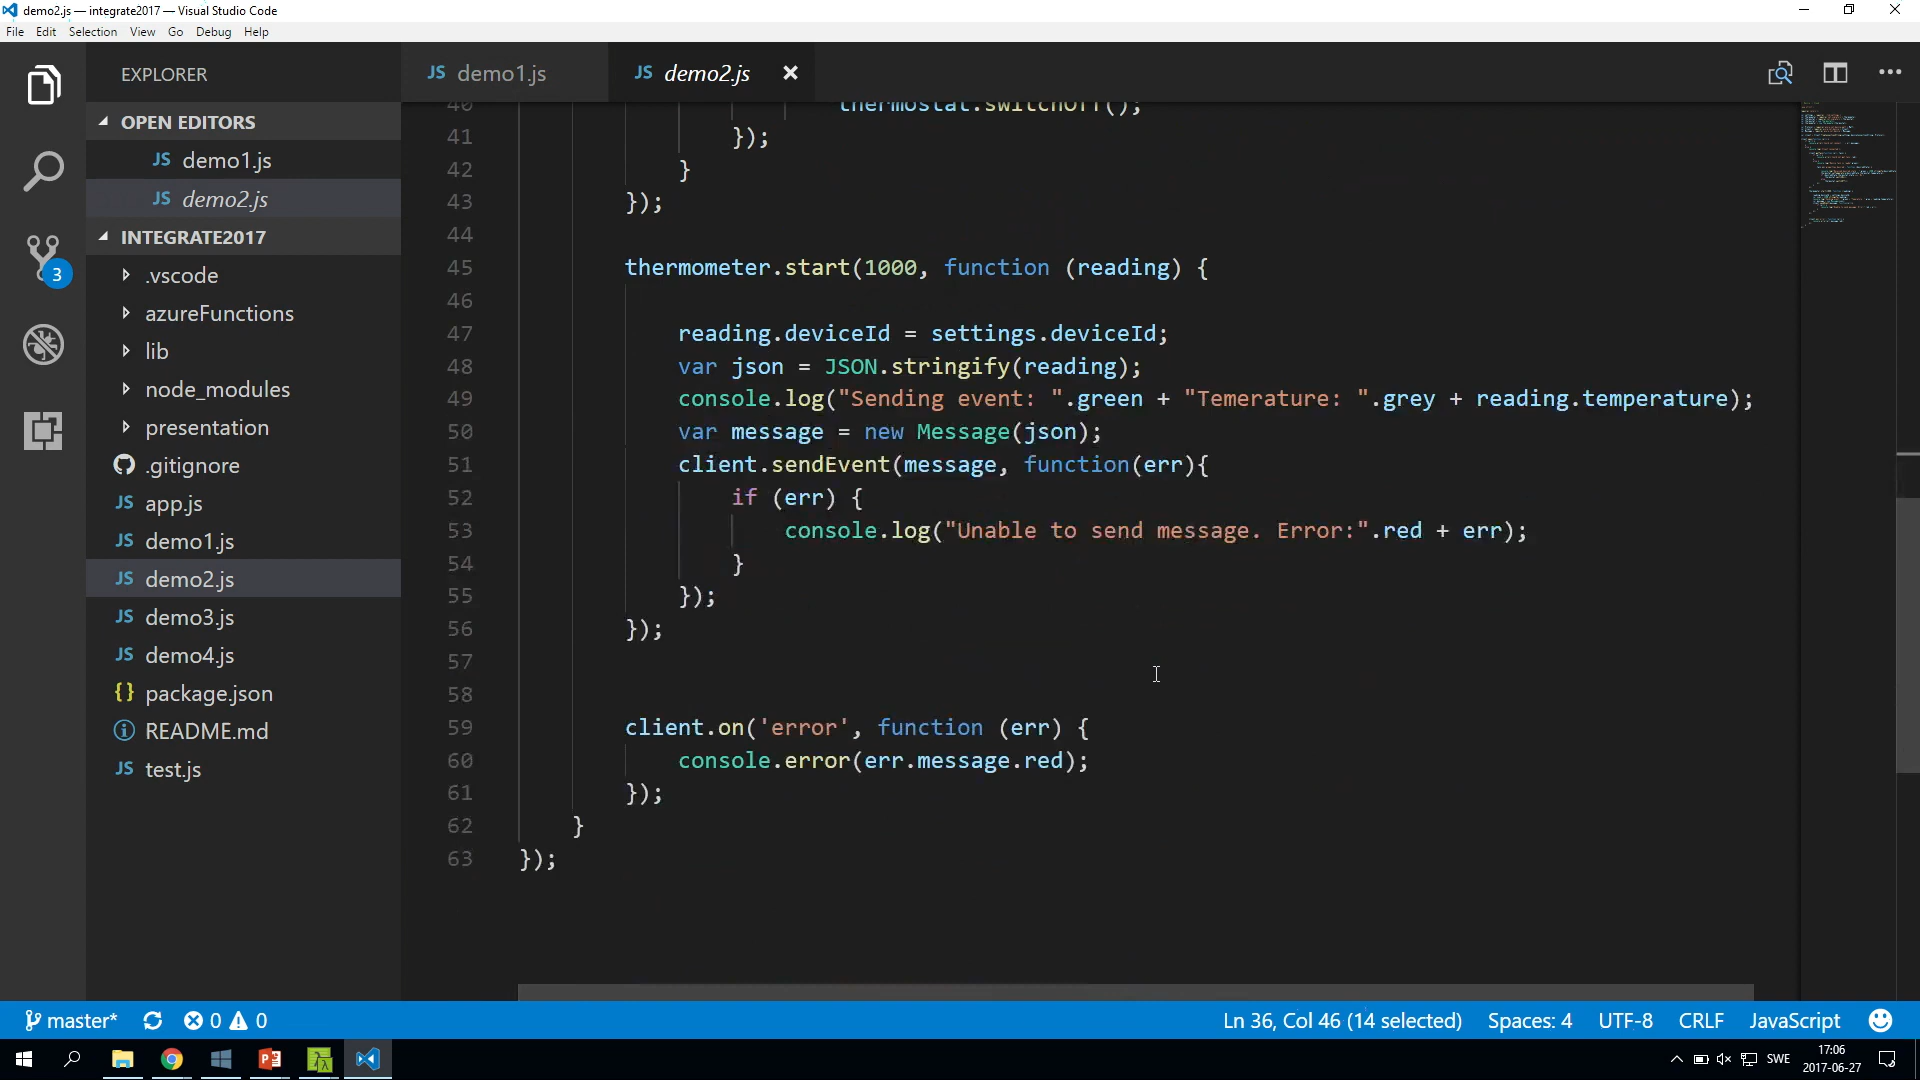 demo2.js — integrate2017 — Visual Studio Code
File Edit Selection View Go Debug Help
EXPLORER
JS demo1.js
JS demo2.js
OPEN EDITORS
JS demo1.js
JS demo2.js
INTEGRATE2017
.vscode
azureFunctions
lib
node_modules
presentation
.gitignore
JS app.js
JS demo1.js
JS demo2.js
JS demo3.js
JS demo4.js
{} package.json
README.md
JS test.js
3
40 thermostat.switchOff();
41 });
42 }
43 });
44
45 thermometer.start(1000, function (reading) {
46
47 reading.deviceId = settings.deviceId;
48 var json = JSON.stringify(reading);
49 console.log("Sending event: ".green + "Temerature: ".grey + reading.temperature);
50 var message = new Message(json);
51 client.sendEvent(message, function(err){
52 if (err) {
53 console.log("Unable to send message. Error:".red + err);
54 }
55 });
56 });
57
58
59 client.on('error', function (err) {
60 console.error(err.message.red);
61 });
62 }
63 });
master* 0 0 Ln 36, Col 46 (14 selected) Spaces: 4 UTF-8 CRLF JavaScript
SWE
17:06
2017-06-27